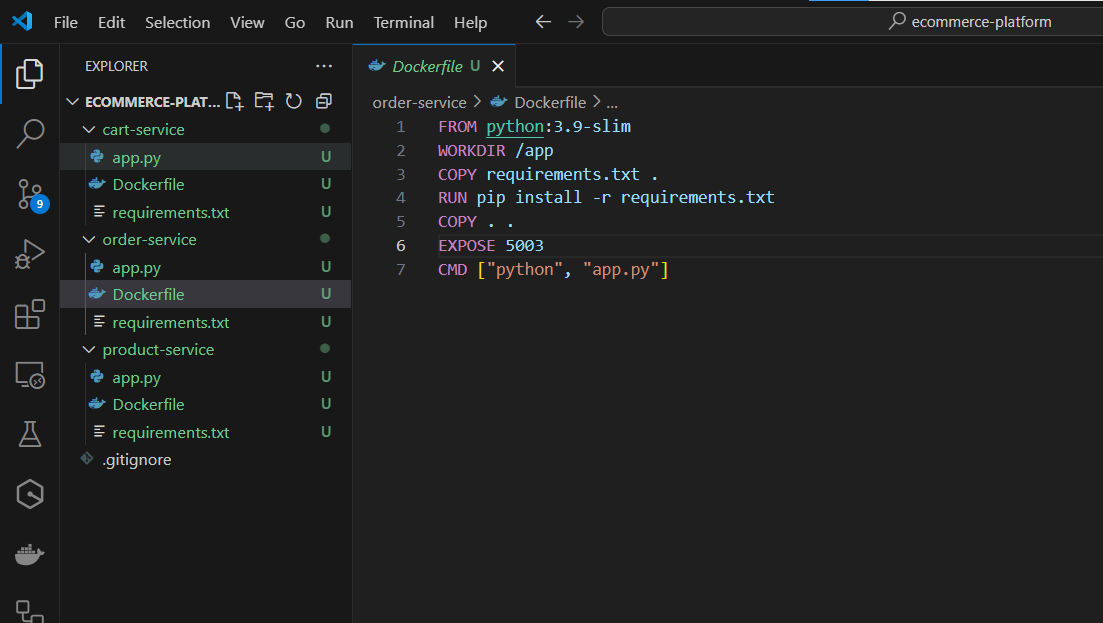 File Edit Selection View Go Run Terminal Help
ecommerce-platform
EXPLORER
ECOMMERCE-PLAT...
cart-service
app.py U
Dockerfile U
requirements.txt U
order-service
app.py U
Dockerfile U
requirements.txt U
product-service
app.py U
Dockerfile U
requirements.txt U
.gitignore
9
Dockerfile U
order-service > Dockerfile > ...
1 FROM python:3.9-slim
2 WORKDIR /app
3 COPY requirements.txt .
4 RUN pip install -r requirements.txt
5 COPY . .
6 EXPOSE 5003
7 CMD ["python", "app.py"]